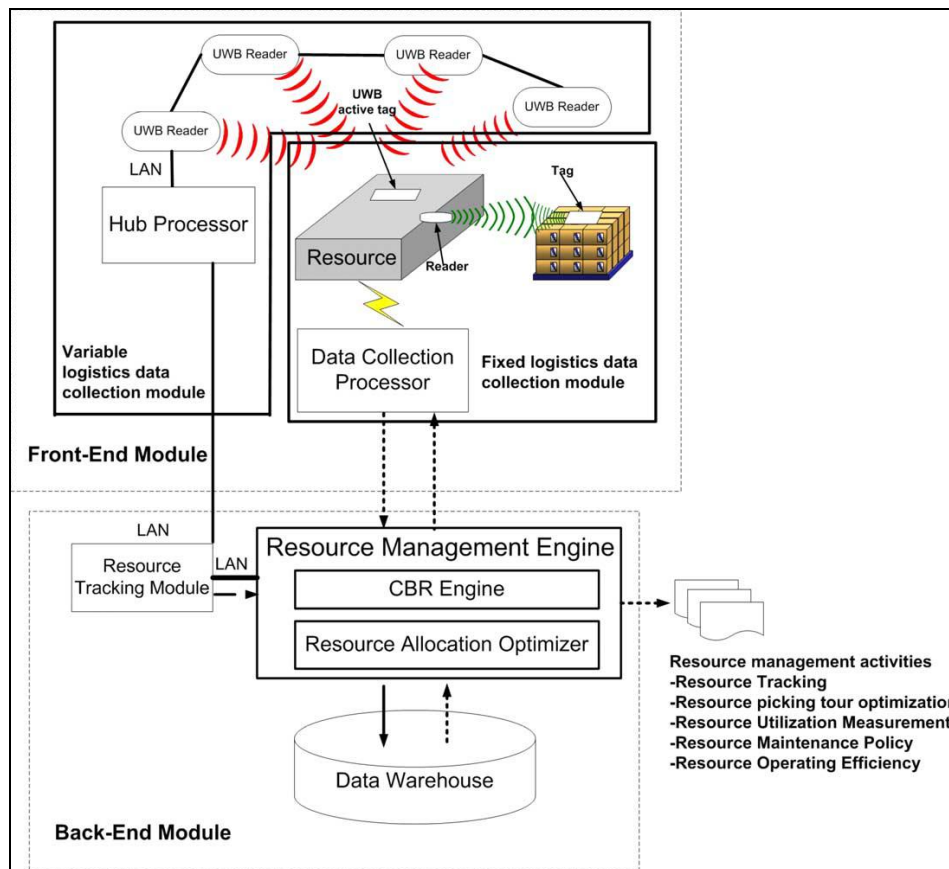 UWB Reader
UWB Reader
UWB Reader
UWB Reader
UWB
active tag
LAN
Hub Processor
Tag
Resource
Reader
Data Collection
Processor
Variable
logistics data
collection module
Fixed logistics data
collection module
Front-End Module
LAN
Resource
Tracking Module
LAN
Resource Management Engine
CBR Engine
Resource Allocation Optimizer
Data Warehouse
Back-End Module
Resource management activities
-Resource Tracking
-Resource picking tour optimization
-Resource Utilization Measurement
-Resource Maintenance Policy
-Resource Operating Efficiency